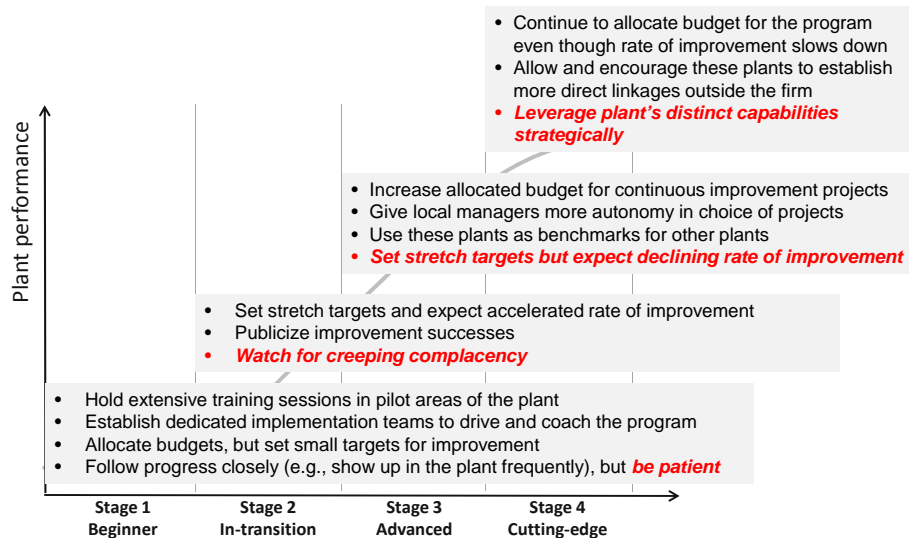 • Continue to allocate budget for the program
even though rate of improvement slows down
• Allow and encourage these plants to establish
more direct linkages outside the firm
• Leverage plant's distinct capabilities
strategically
Plant performance
• Increase allocated budget for continuous improvement projects
• Give local managers more autonomy in choice of projects
• Use these plants as benchmarks for other plants
• Set stretch targets but expect declining rate of improvement
• Set stretch targets and expect accelerated rate of improvement
• Publicize improvement successes
• Watch for creeping complacency
• Hold extensive training sessions in pilot areas of the plant
• Establish dedicated implementation teams to drive and coach the program
• Allocate budgets, but set small targets for improvement
• Follow progress closely (e.g., show up in the plant frequently), but be patient
Stage 1
Beginner
Stage 2
In-transition
Stage 3
Advanced
Stage 4
Cutting-edge